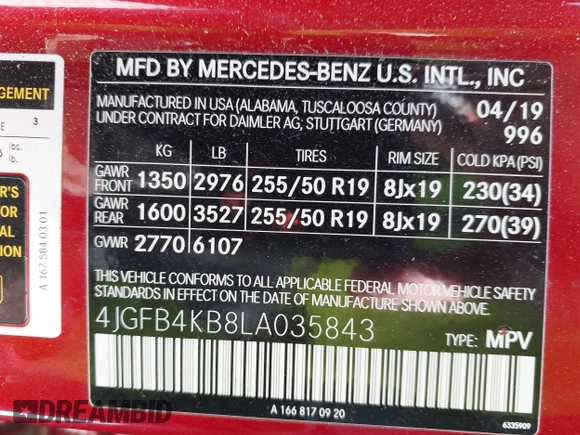 MFD BY MERCEDES-BENZ U.S. INTL., INC
MANUFACTURED IN USA (ALABAMA, TUSCALOOSA COUNTY) 04/19
UNDER CONTRACT FOR DAIMLER AG, STUTTGART (GERMANY) 996
KG LB TIRES RIM SIZE COLD KPA(PSI)
GAWR FRONT 1350 2976 255/50 R19 8Jx19 230(34)
GAWR REAR 1600 3527 255/50 R19 8Jx19 270(39)
GVWR 2770 6107
THIS VEHICLE CONFORMS TO ALL APPLICABLE FEDERAL MOTOR VEHICLE SAFETY
STANDARDS IN EFFECT ON THE DATE OF MANUFACTURE SHOWN ABOVE.
4JGFB4KB8LA035843
TYPE: MPV
A 166 817 09 20
6335909
AGEMENT
3
lbs.
lb.
R'S
FOR
AL
ION
A 167 584 03 01
DREAMBID